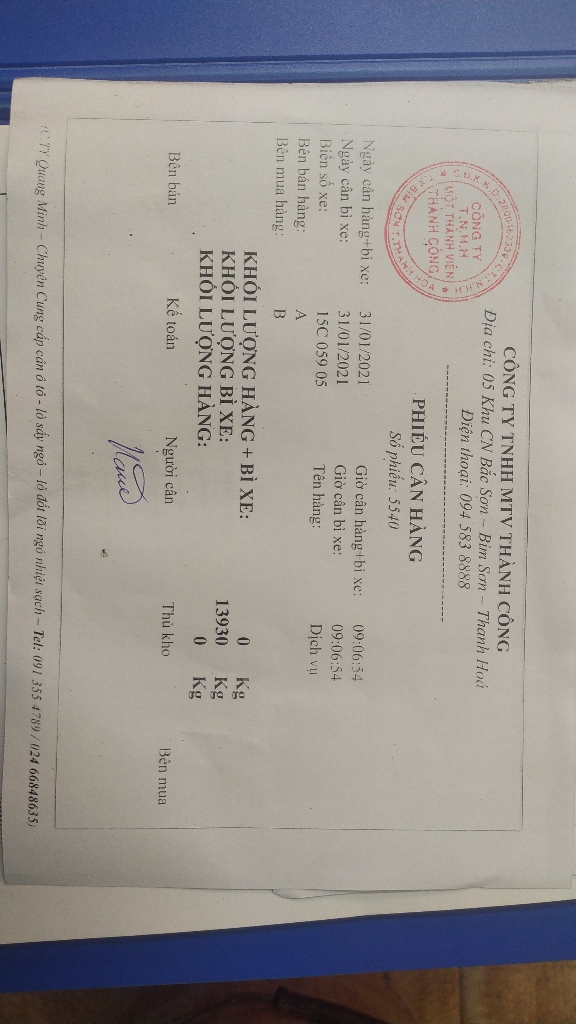 CÔNG TY TNHH MTV THÀNH CÔNG
Địa chỉ: 05 Khu CN Bắc Sơn – Bỉm Sơn – Thanh Hoá
Điện thoại: 094 583 8888
CÔNG TY
T.N.H.H
MỘT THÀNH VIÊN
THÀNH CÔNG
T.X BỈM SƠN T.THANH HOÁ
PHIẾU CÂN HÀNG
Số phiếu: 5540
Ngày cân hàng+bì xe: 31/01/2021 Giờ cân hàng+bì xe: 09:06:54
Ngày cân bì xe: 31/01/2021 Giờ cân bì xe: 09:06:54
Biển số xe: 15C 059 05 Tên hàng: Dịch vụ
Bên bán hàng: A
Bên mua hàng: B
KHỐI LƯỢNG HÀNG + BÌ XE: 0 Kg
KHỐI LƯỢNG BÌ XE: 13930 Kg
KHỐI LƯỢNG HÀNG: 0 Kg
Bên bán Kế toán Người cân Thủ kho Bên mua
(C.TY Quang Minh – Chuyên Cung cấp cân ô tô - lò sấy ngô – lò đốt lõi ngô nhiệt sạch – Tel: 091 355 4789 / 024 66848635)